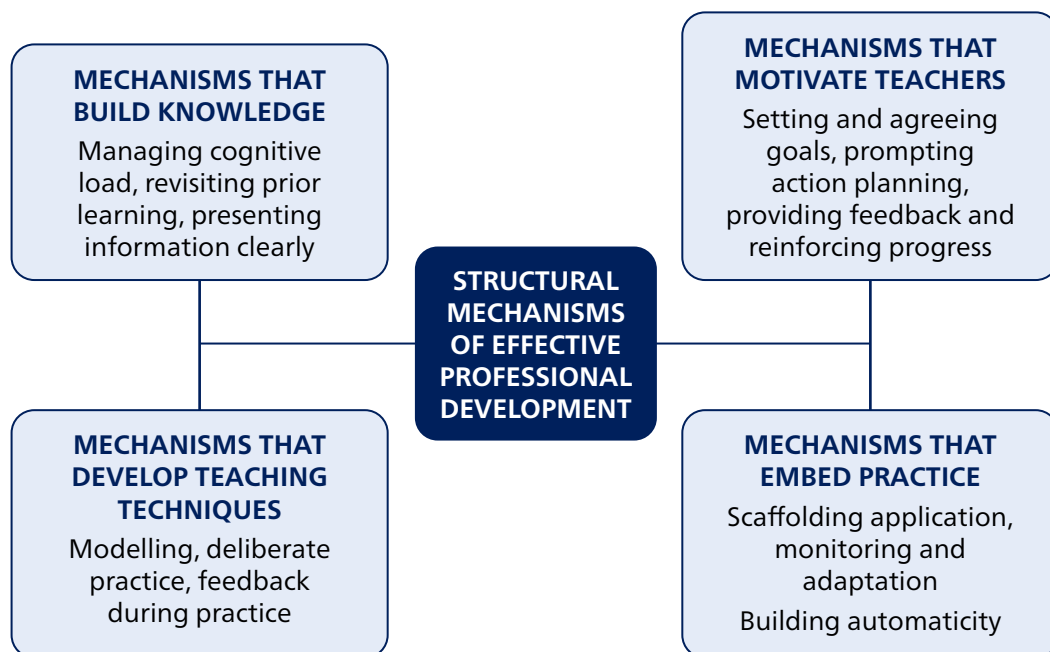 MECHANISMS THAT
BUILD KNOWLEDGE
Managing cognitive
load, revisiting prior
learning, presenting
information clearly
MECHANISMS THAT
MOTIVATE TEACHERS
Setting and agreeing
goals, prompting
action planning,
providing feedback and
reinforcing progress
STRUCTURAL
MECHANISMS
OF EFFECTIVE
PROFESSIONAL
DEVELOPMENT
MECHANISMS THAT
DEVELOP TEACHING
TECHNIQUES
Modelling, deliberate
practice, feedback
during practice
MECHANISMS THAT
EMBED PRACTICE
Scaffolding application,
monitoring and
adaptation
Building automaticity